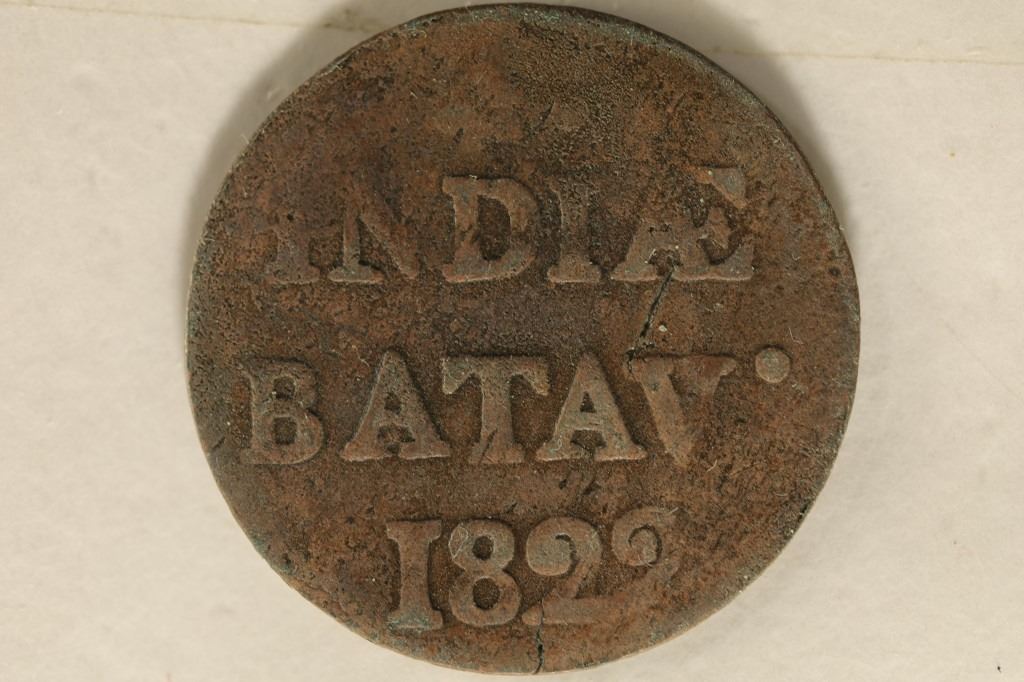 INDIÆ
BATAV·
1822